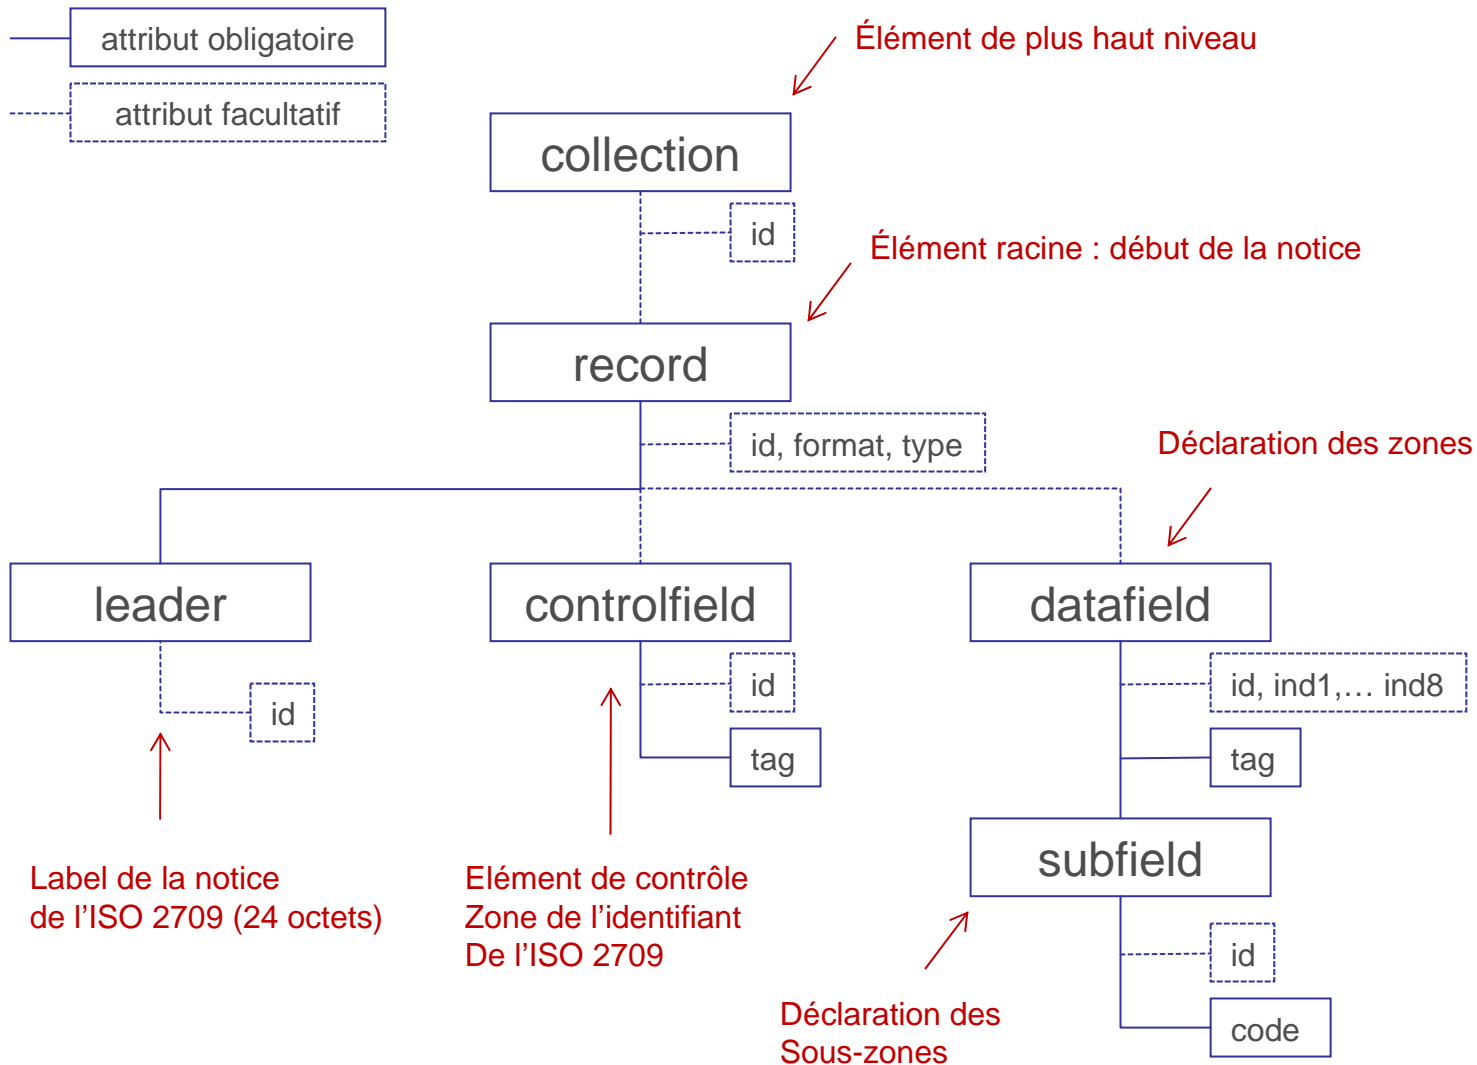 attribut obligatoire
attribut facultatif
Élément de plus haut niveau
collection
id
Élément racine : début de la notice
record
id, format, type
Déclaration des zones
leader
controlfield
datafield
id
id
id, ind1,… ind8
tag
tag
subfield
Label de la notice
de l’ISO 2709 (24 octets)
Elément de contrôle
Zone de l’identifiant
De l’ISO 2709
id
code
Déclaration des
Sous-zones